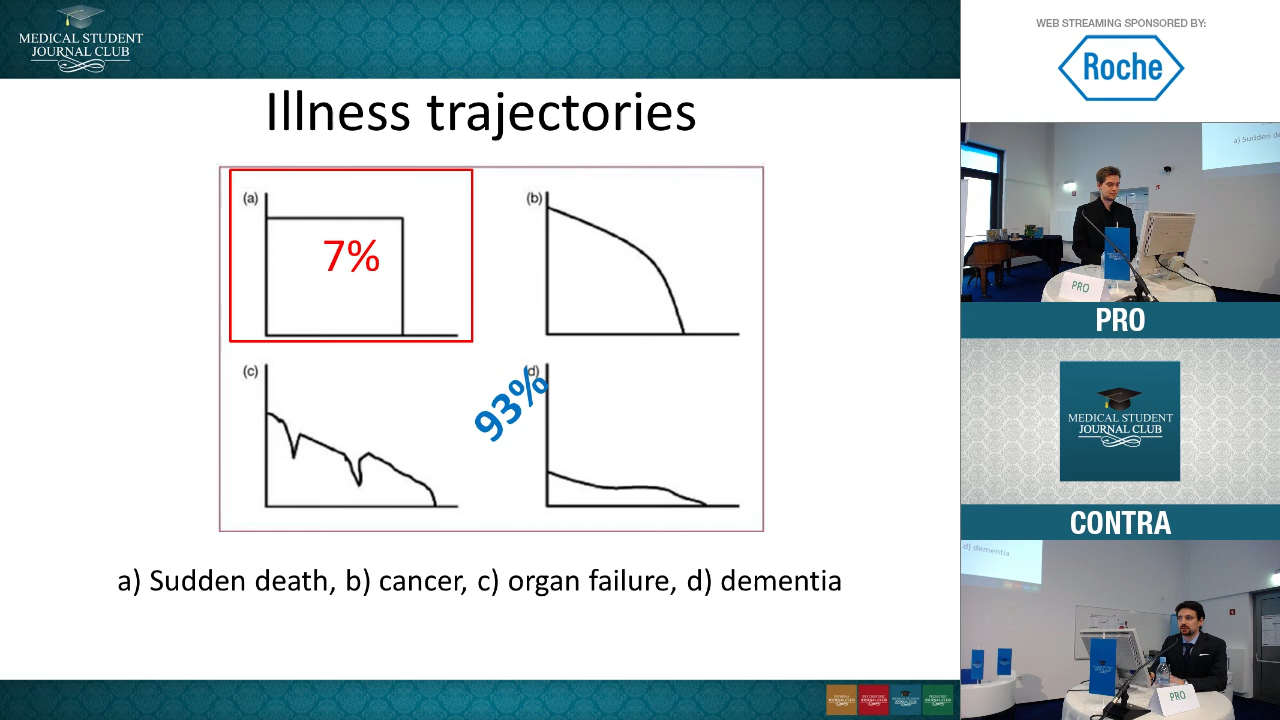 MEDICAL STUDENT
JOURNAL CLUB
Illness trajectories
(a)
7%
(b)
(c)
93%
(d)
a) Sudden death, b) cancer, c) organ failure, d) dementia
WEB STREAMING SPONSORED BY:
Roche
a) Sudden de
PRO
PRO
MEDICAL STUDENT
JOURNAL CLUB
CONTRA
d) dementia
PRO